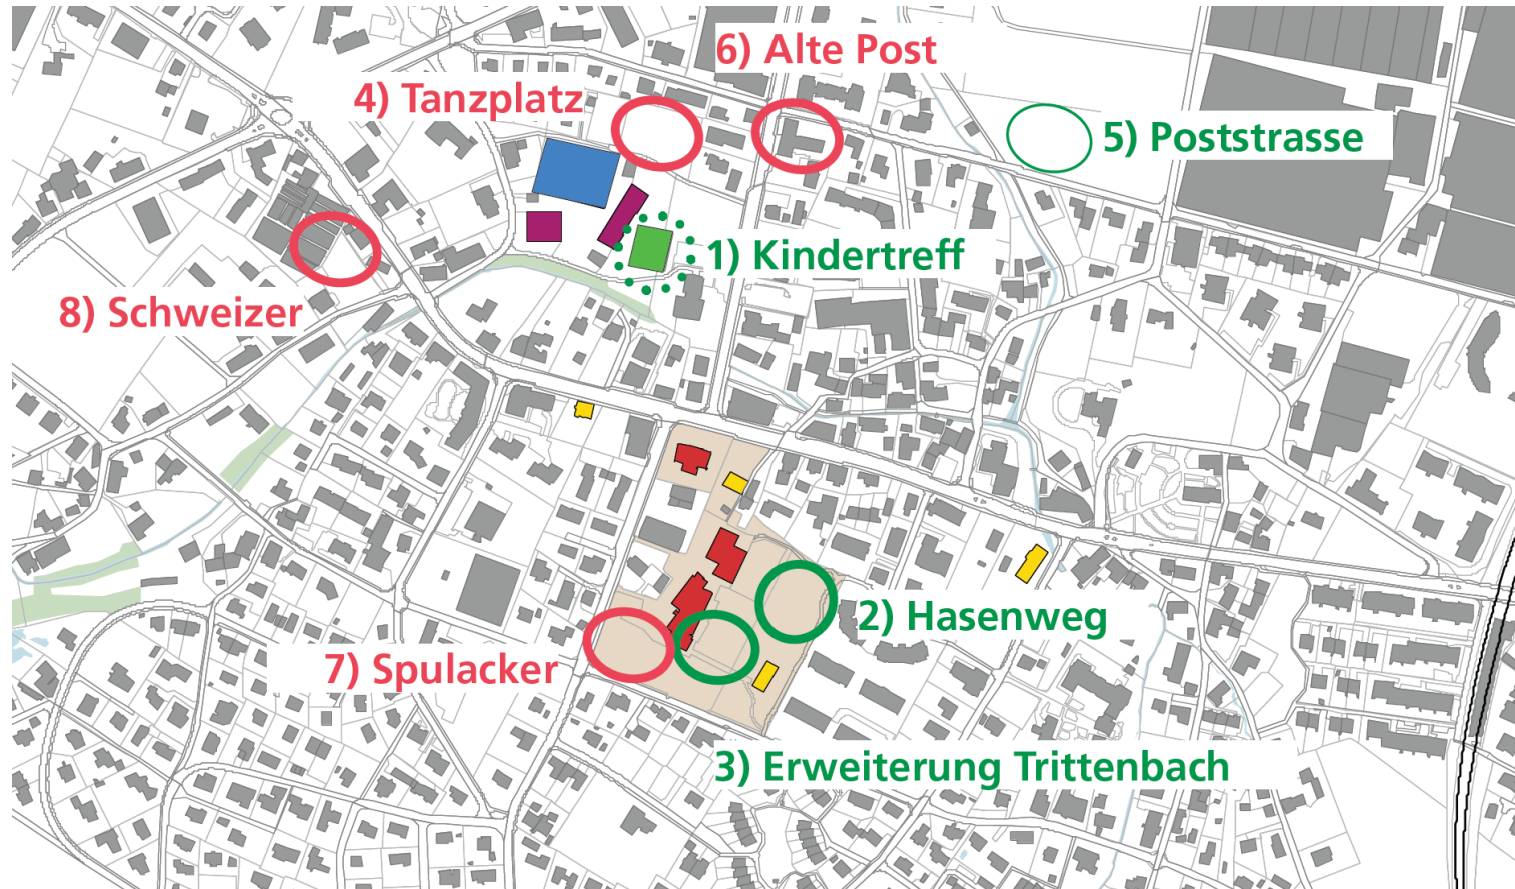 6) Alte Post
4) Tanzplatz
5) Poststrasse
1) Kindertreff
8) Schweizer
2) Hasenweg
7) Spulacker
3) Erweiterung Trittenbach